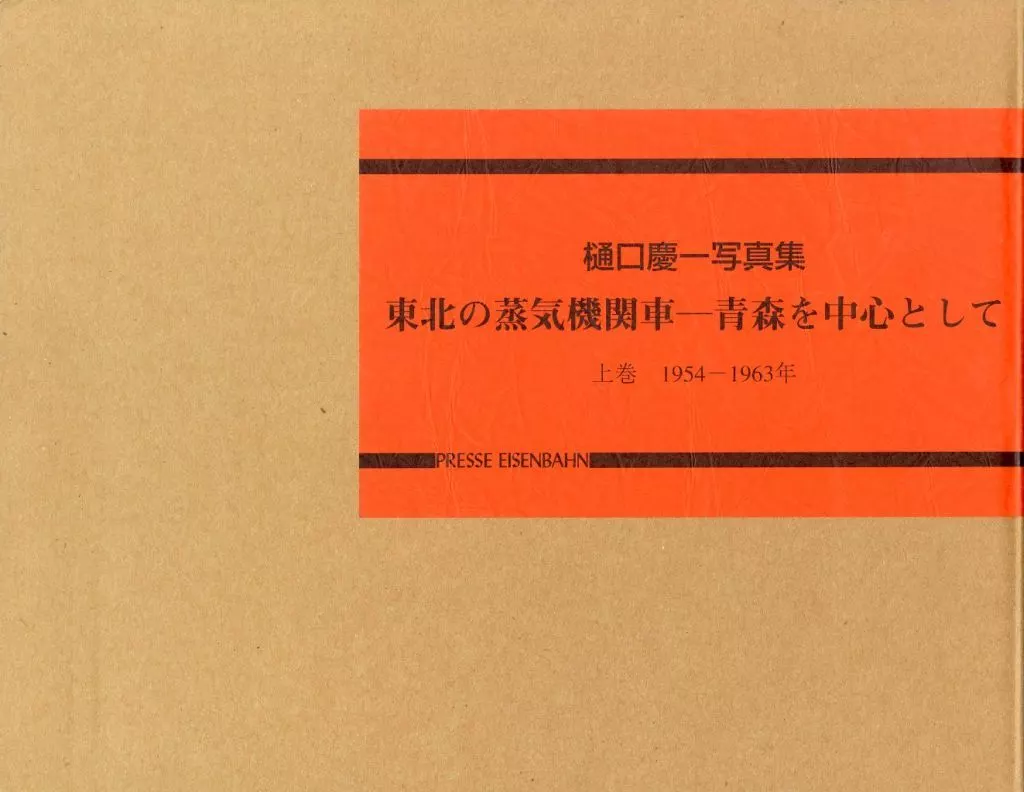 樋口慶一写真集
東北の蒸気機関車―青森を中心として
上巻 1954－1963年
PRESSE EISENBAHN